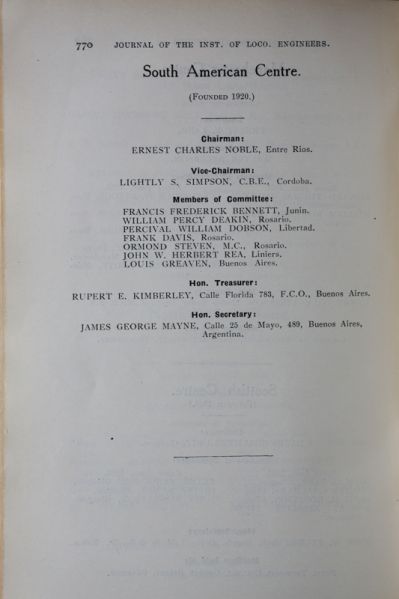 770 JOURNAL OF THE INST. OF LOCO. ENGINEERS.
South American Centre.
(FOUNDED 1920.)
Chairman:
ERNEST CHARLES NOBLE, Entre Rios.
Vice-Chairman:
LIGHTLY S, SIMPSON, C.B.E., Cordoba.
Members of Committee:
FRANCIS FREDERICK BENNETT, Junin.
WILLIAM PERCY DEAKIN, Rosario.
PERCIVAL WILLIAM DOBSON, Libertad.
FRANK DAVIS, Rosario.
ORMOND STEVEN, M.C., Rosario.
JOHN W. HERBERT REA, Liniers.
LOUIS GREAVEN, Buenos Aires.
Hon. Treasurer:
RUPERT E. KIMBERLEY, Calle Florida 783, F.C.O., Buenos Aires.
Hon. Secretary:
JAMES GEORGE MAYNE, Calle 25 de Mayo, 489, Buenos Aires,
Argentina.